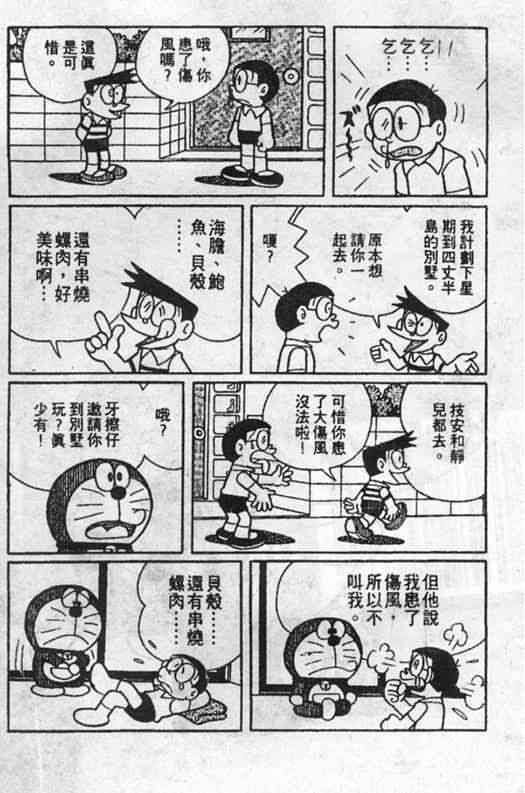 乞…
乞…
乞…
ズ～～
哦，你
患了傷
風嗎？
還真
是可
惜。
我計劃下星
期到四丈半
島的別墅。
原本想
請你一
起去。
嗄？
海膽、鮑
魚、貝殼
……
還有串燒
螺肉，好
美味啊…
技安和靜
兒都去。
可惜你患
了大傷風
沒法啦！
哦？
牙擦仔
邀請你
到別墅
玩？真
少有！
但他說
我患了
傷風，
所以不
叫我。
貝殼……
還有串燒
螺肉……